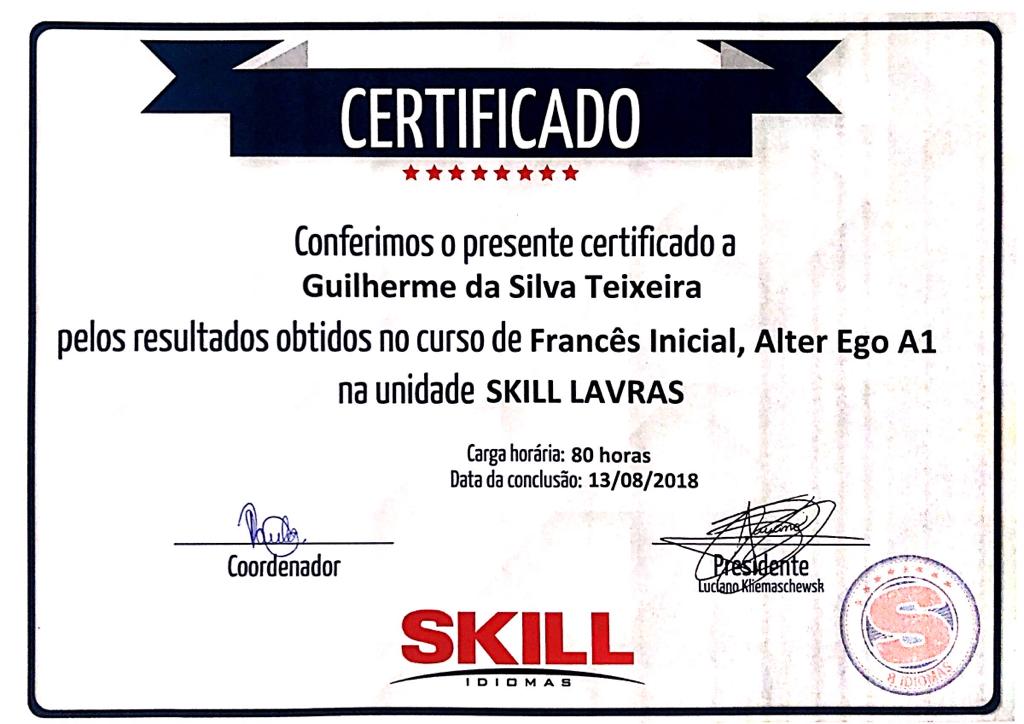 CERTIFICADO
Conferimos o presente certificado a
Guilherme da Silva Teixeira
pelos resultados obtidos no curso de Francês Inicial, Alter Ego A1
na unidade SKILL LAVRAS
Carga horária: 80 horas
Data da conclusão: 13/08/2018
Coordenador
Presidente
Luciano Kliemaschewsk
SKILL
IDIOMAS
S
IDIOMAS